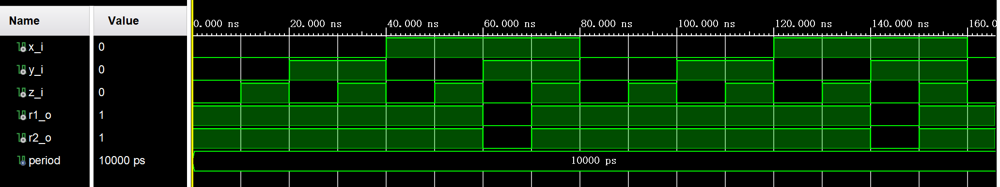 Name Value
0.000 ns 20.000 ns 40.000 ns 60.000 ns 80.000 ns 100.000 ns 120.000 ns 140.000 ns 160.0
x_i 0
y_i 0
z_i 0
r1_o 1
r2_o 1
period 10000 ps 10000 ps